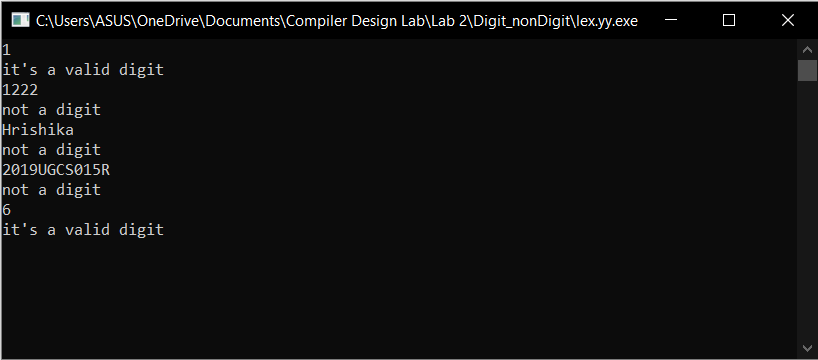 C:\Users\ASUS\OneDrive\Documents\Compiler Design Lab\Lab 2\Digit_nonDigit\lex.yy.exe
1
it's a valid digit
1222
not a digit
Hrishika
not a digit
2019UGCS015R
not a digit
6
it's a valid digit